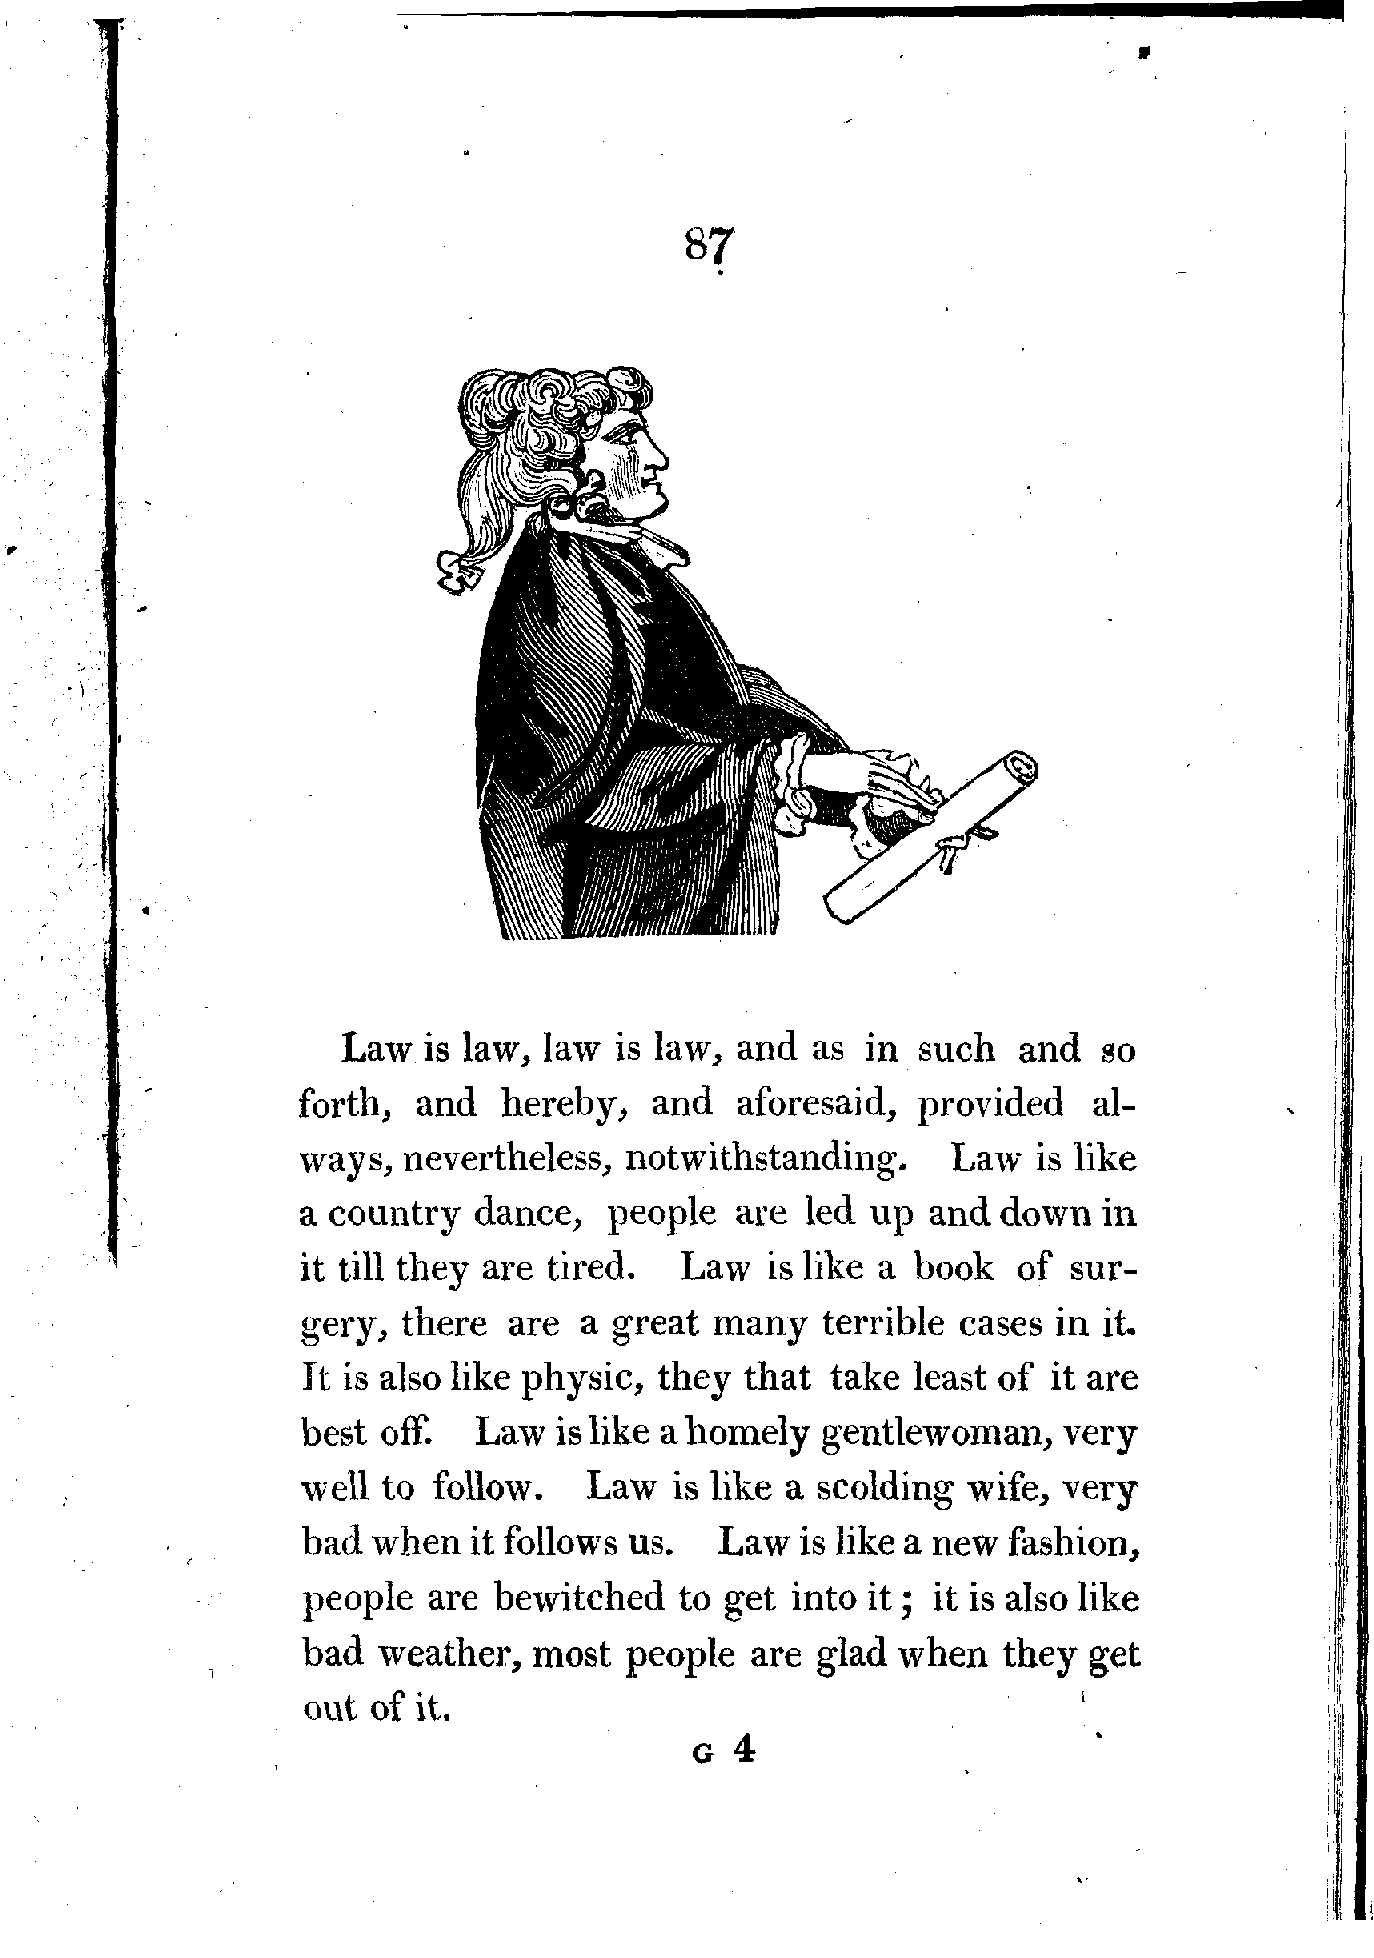 87
Law is law, law is law, and as in such and so
forth, and hereby, and aforesaid, provided al-
ways, nevertheless, notwithstanding. Law is like
a country dance, people are led up and down in
it till they are tired. Law is like a book of sur-
gery, there are a great many terrible cases in it.
It is also like physic, they that take least of it are
best off. Law is like a homely gentlewoman, very
well to follow. Law is like a scolding wife, very
bad when it follows us. Law is like a new fashion,
people are bewitched to get into it; it is also like
bad weather, most people are glad when they get
out of it.
G 4